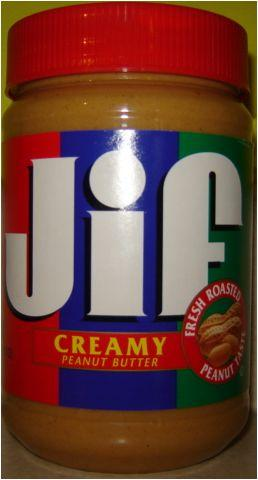 Jif
CREAMY
PEANUT BUTTER
FRESH ROASTED
PEANUT TASTE